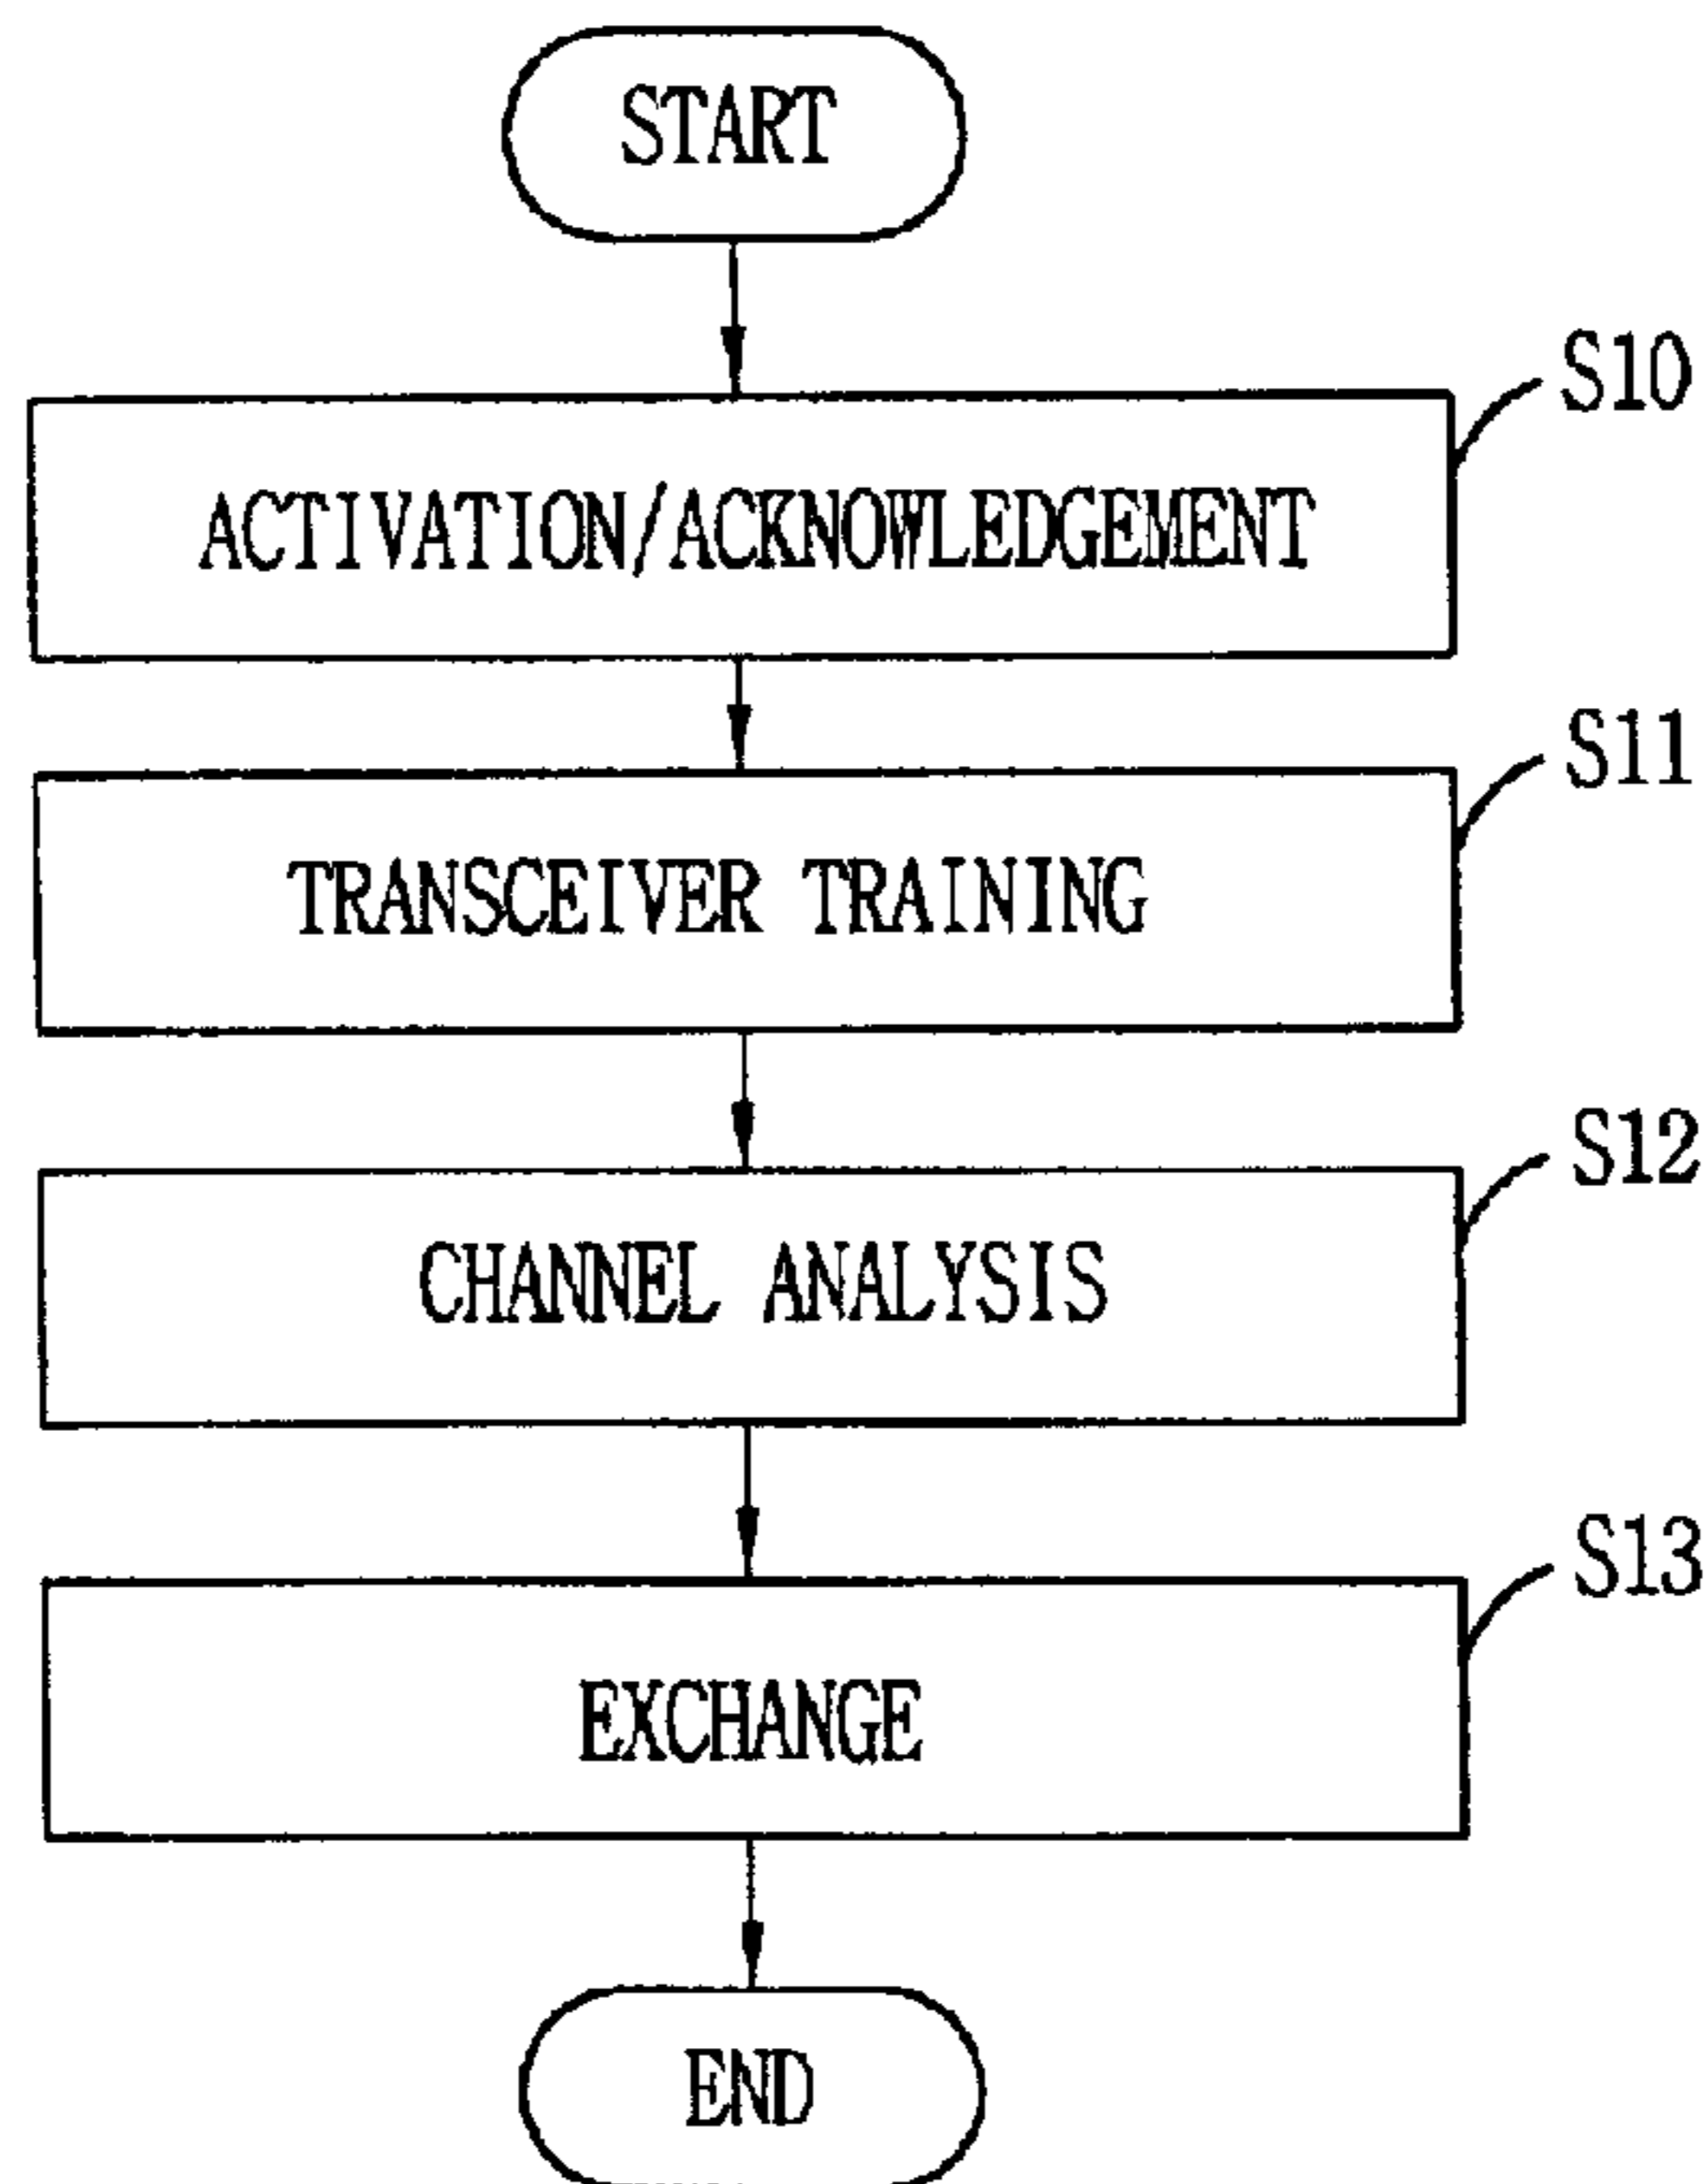 START
S10
ACTIVATION/ACKNOWLEDGEMENT
S11
TRANSCEIVER TRAINING
S12
CHANNEL ANALYSIS
S13
EXCHANGE
END